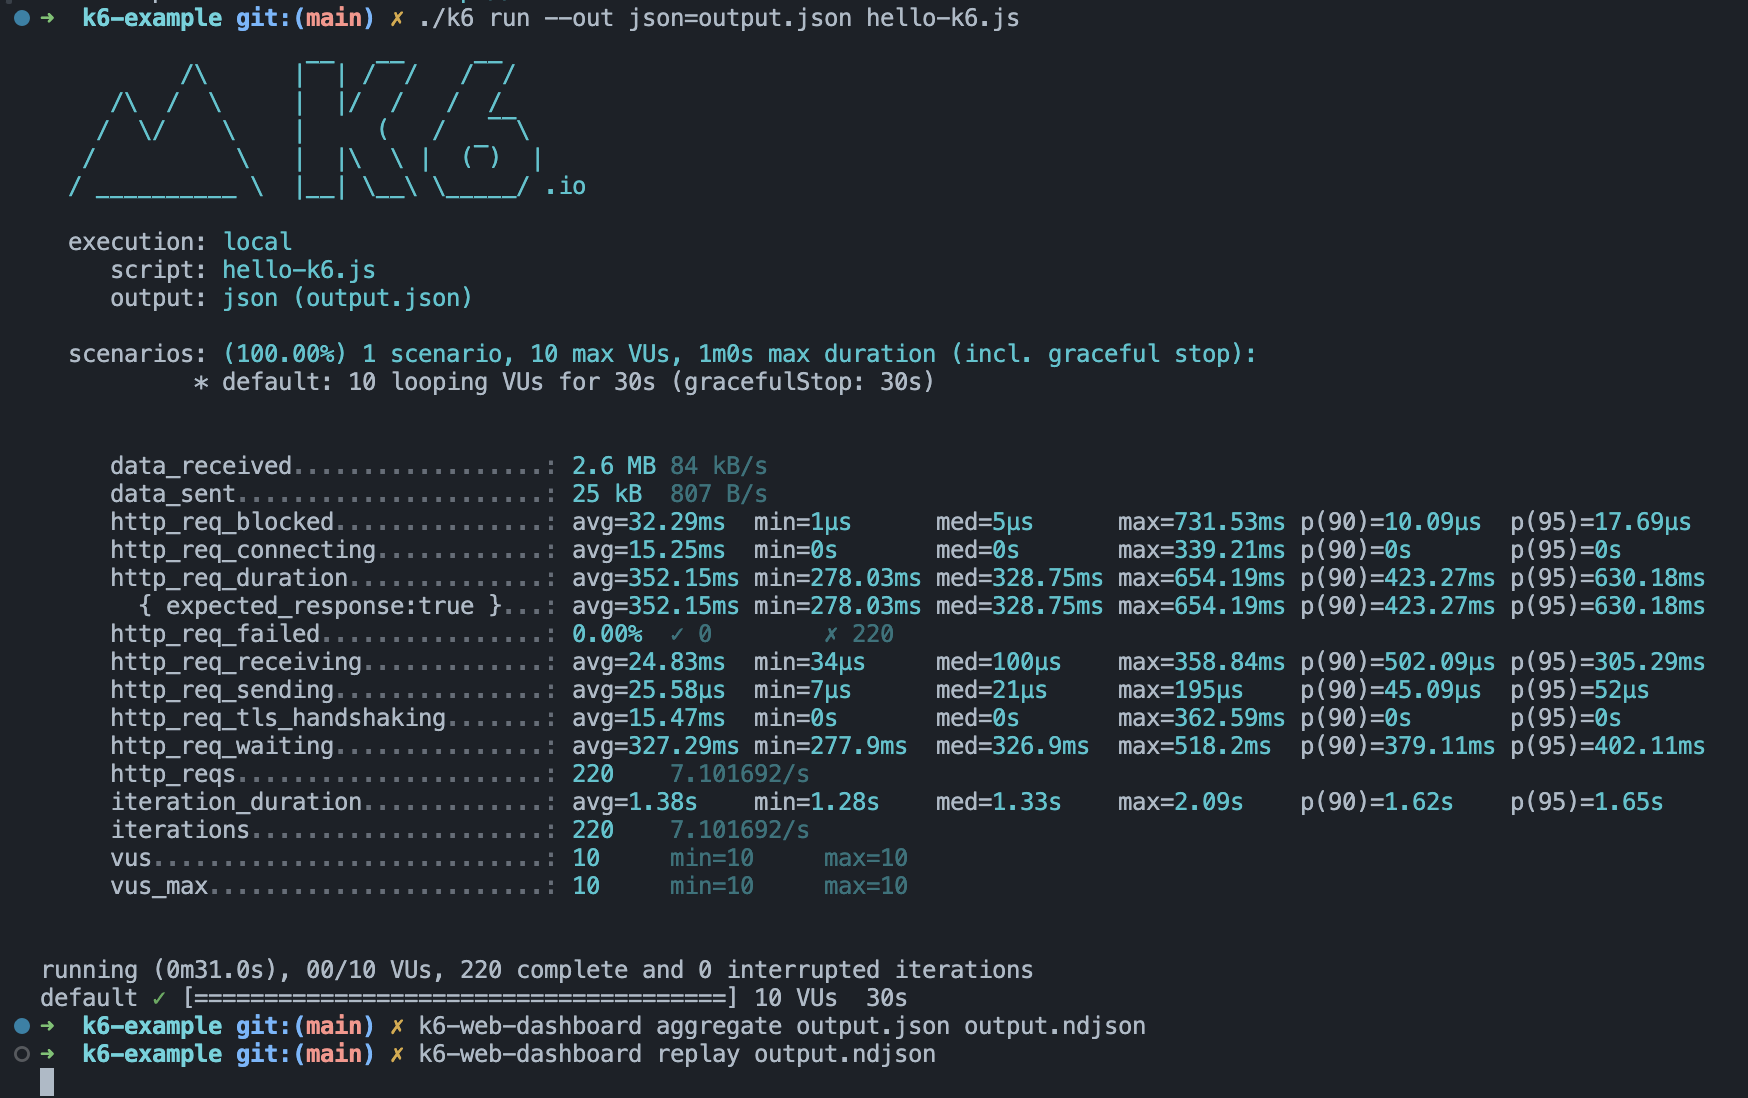 ➜  k6-example git:(main) ✗ ./k6 run --out json=output.json hello-k6.js
          /\      |‾‾| /‾‾/   /‾‾/
     /\  /  \     |  |/  /   /  /
    /  \/    \    |     (   /   ‾‾\
   /          \   |  |\  \ |  (‾)  |
  / __________ \  |__| \__\ \_____/ .io
execution: local
script: hello-k6.js
output: json (output.json)
scenarios: (100.00%) 1 scenario, 10 max VUs, 1m0s max duration (incl. graceful stop):
* default: 10 looping VUs for 30s (gracefulStop: 30s)
data_received..................: 2.6 MB 84 kB/s
data_sent......................: 25 kB  807 B/s
http_req_blocked...............: avg=32.29ms  min=1µs      med=5µs      max=731.53ms p(90)=10.09µs  p(95)=17.69µs
http_req_connecting............: avg=15.25ms  min=0s       med=0s       max=339.21ms p(90)=0s       p(95)=0s
http_req_duration..............: avg=352.15ms min=278.03ms med=328.75ms max=654.19ms p(90)=423.27ms p(95)=630.18ms
{ expected_response:true }...: avg=352.15ms min=278.03ms med=328.75ms max=654.19ms p(90)=423.27ms p(95)=630.18ms
http_req_failed................: 0.00%  ✓ 0        ✗ 220
http_req_receiving.............: avg=24.83ms  min=34µs     med=100µs    max=358.84ms p(90)=502.09µs p(95)=305.29ms
http_req_sending...............: avg=25.58µs  min=7µs      med=21µs     max=195µs    p(90)=45.09µs  p(95)=52µs
http_req_tls_handshaking.......: avg=15.47ms  min=0s       med=0s       max=362.59ms p(90)=0s       p(95)=0s
http_req_waiting...............: avg=327.29ms min=277.9ms  med=326.9ms  max=518.2ms  p(90)=379.11ms p(95)=402.11ms
http_reqs......................: 220    7.101692/s
iteration_duration.............: avg=1.38s    min=1.28s    med=1.33s    max=2.09s    p(90)=1.62s    p(95)=1.65s
iterations.....................: 220    7.101692/s
vus............................: 10     min=10     max=10
vus_max........................: 10     min=10     max=10
running (0m31.0s), 00/10 VUs, 220 complete and 0 interrupted iterations
default ✓ [======================================] 10 VUs  30s
➜  k6-example git:(main) ✗ k6-web-dashboard aggregate output.json output.ndjson
➜  k6-example git:(main) ✗ k6-web-dashboard replay output.ndjson